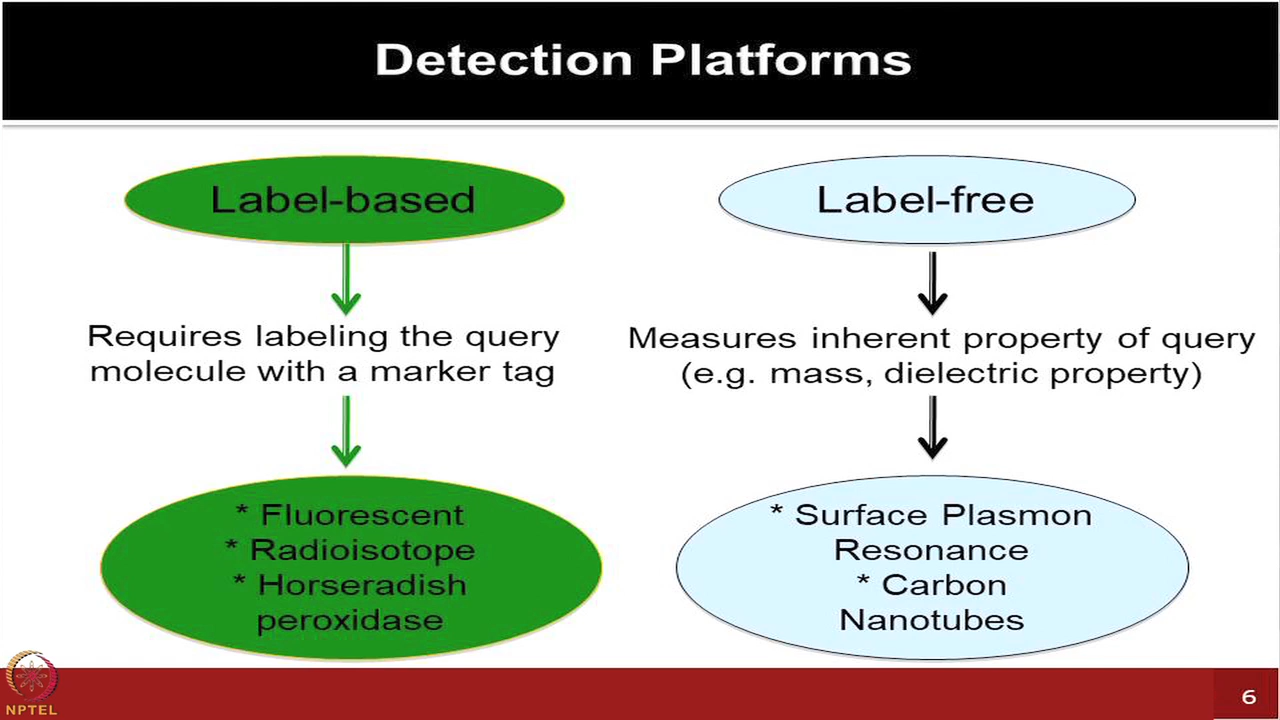 Detection Platforms
Label-based
Requires labeling the query
molecule with a marker tag
* Fluorescent
* Radioisotope
* Horseradish
peroxidase
Label-free
Measures inherent property of query
(e.g. mass, dielectric property)
* Surface Plasmon
Resonance
* Carbon
Nanotubes
NPTEL
6